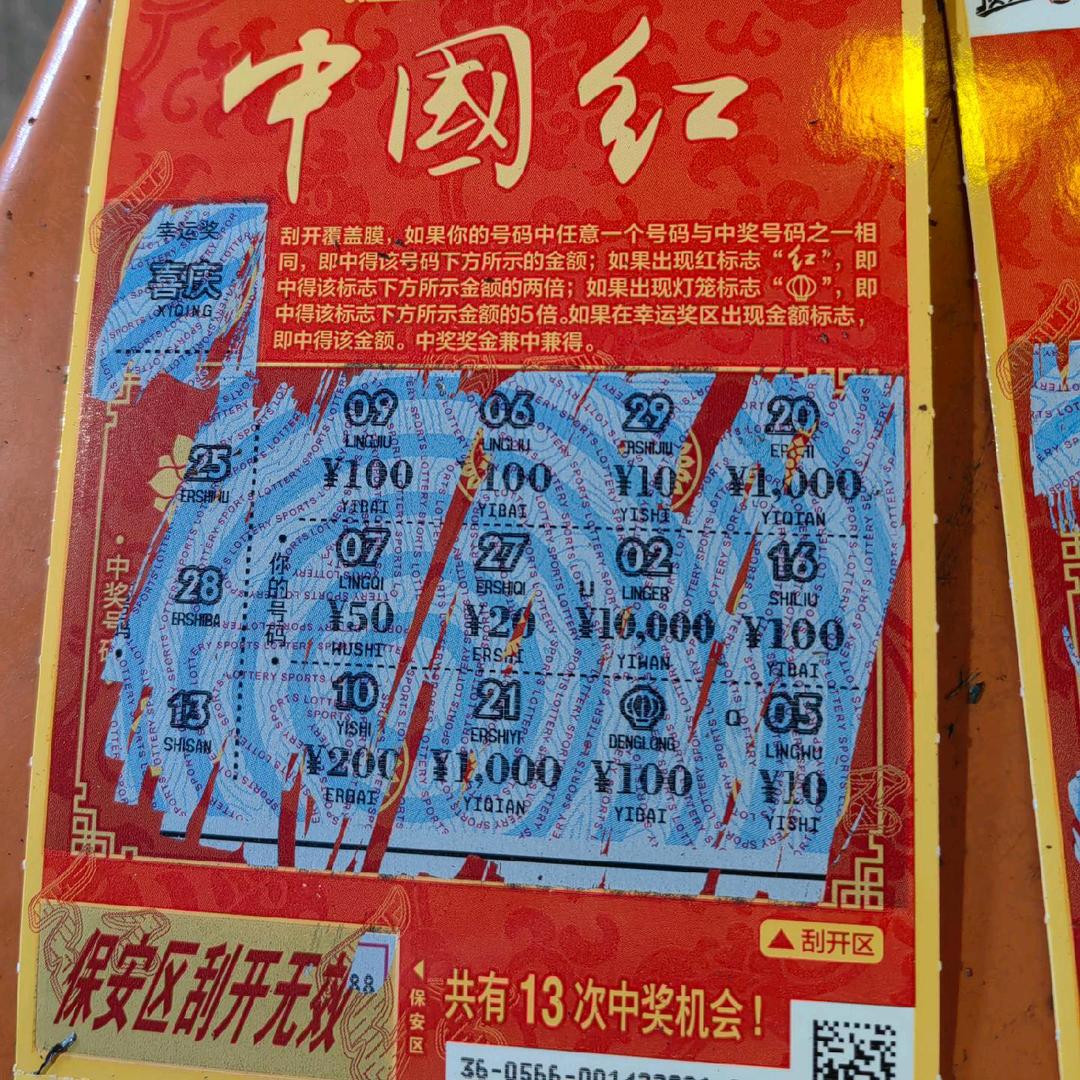 中國红
刮开覆盖膜，如果你的号码中任意一个号码与中奖号码之一相
同，即中得该号码下方所示的金额；如果出现红标志“红”，即
中得该标志下方所示金额的两倍；如果出现灯笼标志“”，即
中得该标志下方所示金额的5倍。如果在幸运奖区出现金额标志，
即中得该金额。中奖奖金兼中兼得。
幸运奖
喜庆
XIQING
·中奖号码·
25
ERSHIWU
28
ERSHIBA
13
SHISAN
·你的号码·
09 06 29 20
LINGJIU LINGLIU ERSHIJIU ERSHI
¥100 ¥100 ¥10 ¥1,000
YIBAI YIBAI YISHI YIQIAN
07 27 02 16
LINGQI ERSHIQI LINGER SHILIU
¥50 ¥20 ¥10,000 ¥100
WUSHI ERSHI YIWAN YIBAI
10 21 05
YISHI ERSHIYI DENGLONG LINGWU
¥200 ¥1,000 ¥100 ¥10
ERBAI YIQIAN YIBAI YISHI
▲刮开区
保安区刮开无效
88
◀保安区
共有13次中奖机会！